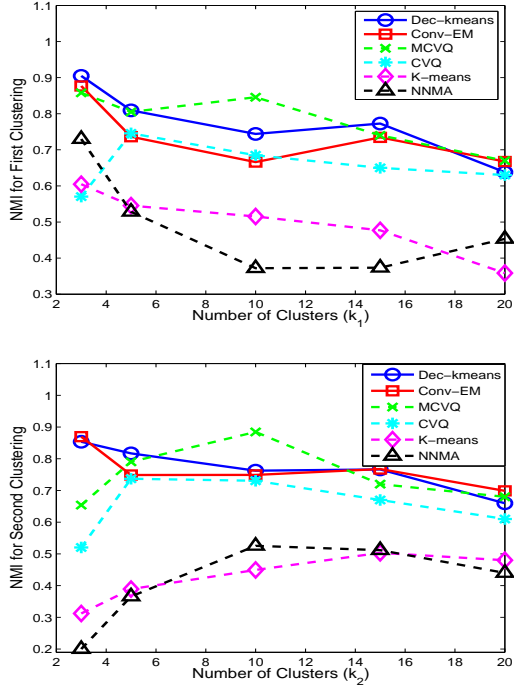 1.1
1
0.9
0.8
0.7
0.6
0.5
0.4
0.3
NMI for First Clustering
Dec-kmeans
Conv-EM
MCVQ
CVQ
K-means
NNMA
2 4 6 8 10 12 14 16 18 20
Number of Clusters (k1)
1.1
1
0.9
0.8
0.7
0.6
0.5
0.4
0.3
0.2
NMI for Second Clustering
Dec-kmeans
Conv-EM
MCVQ
CVQ
K-means
NNMA
2 4 6 8 10 12 14 16 18 20
Number of Clusters (k2)